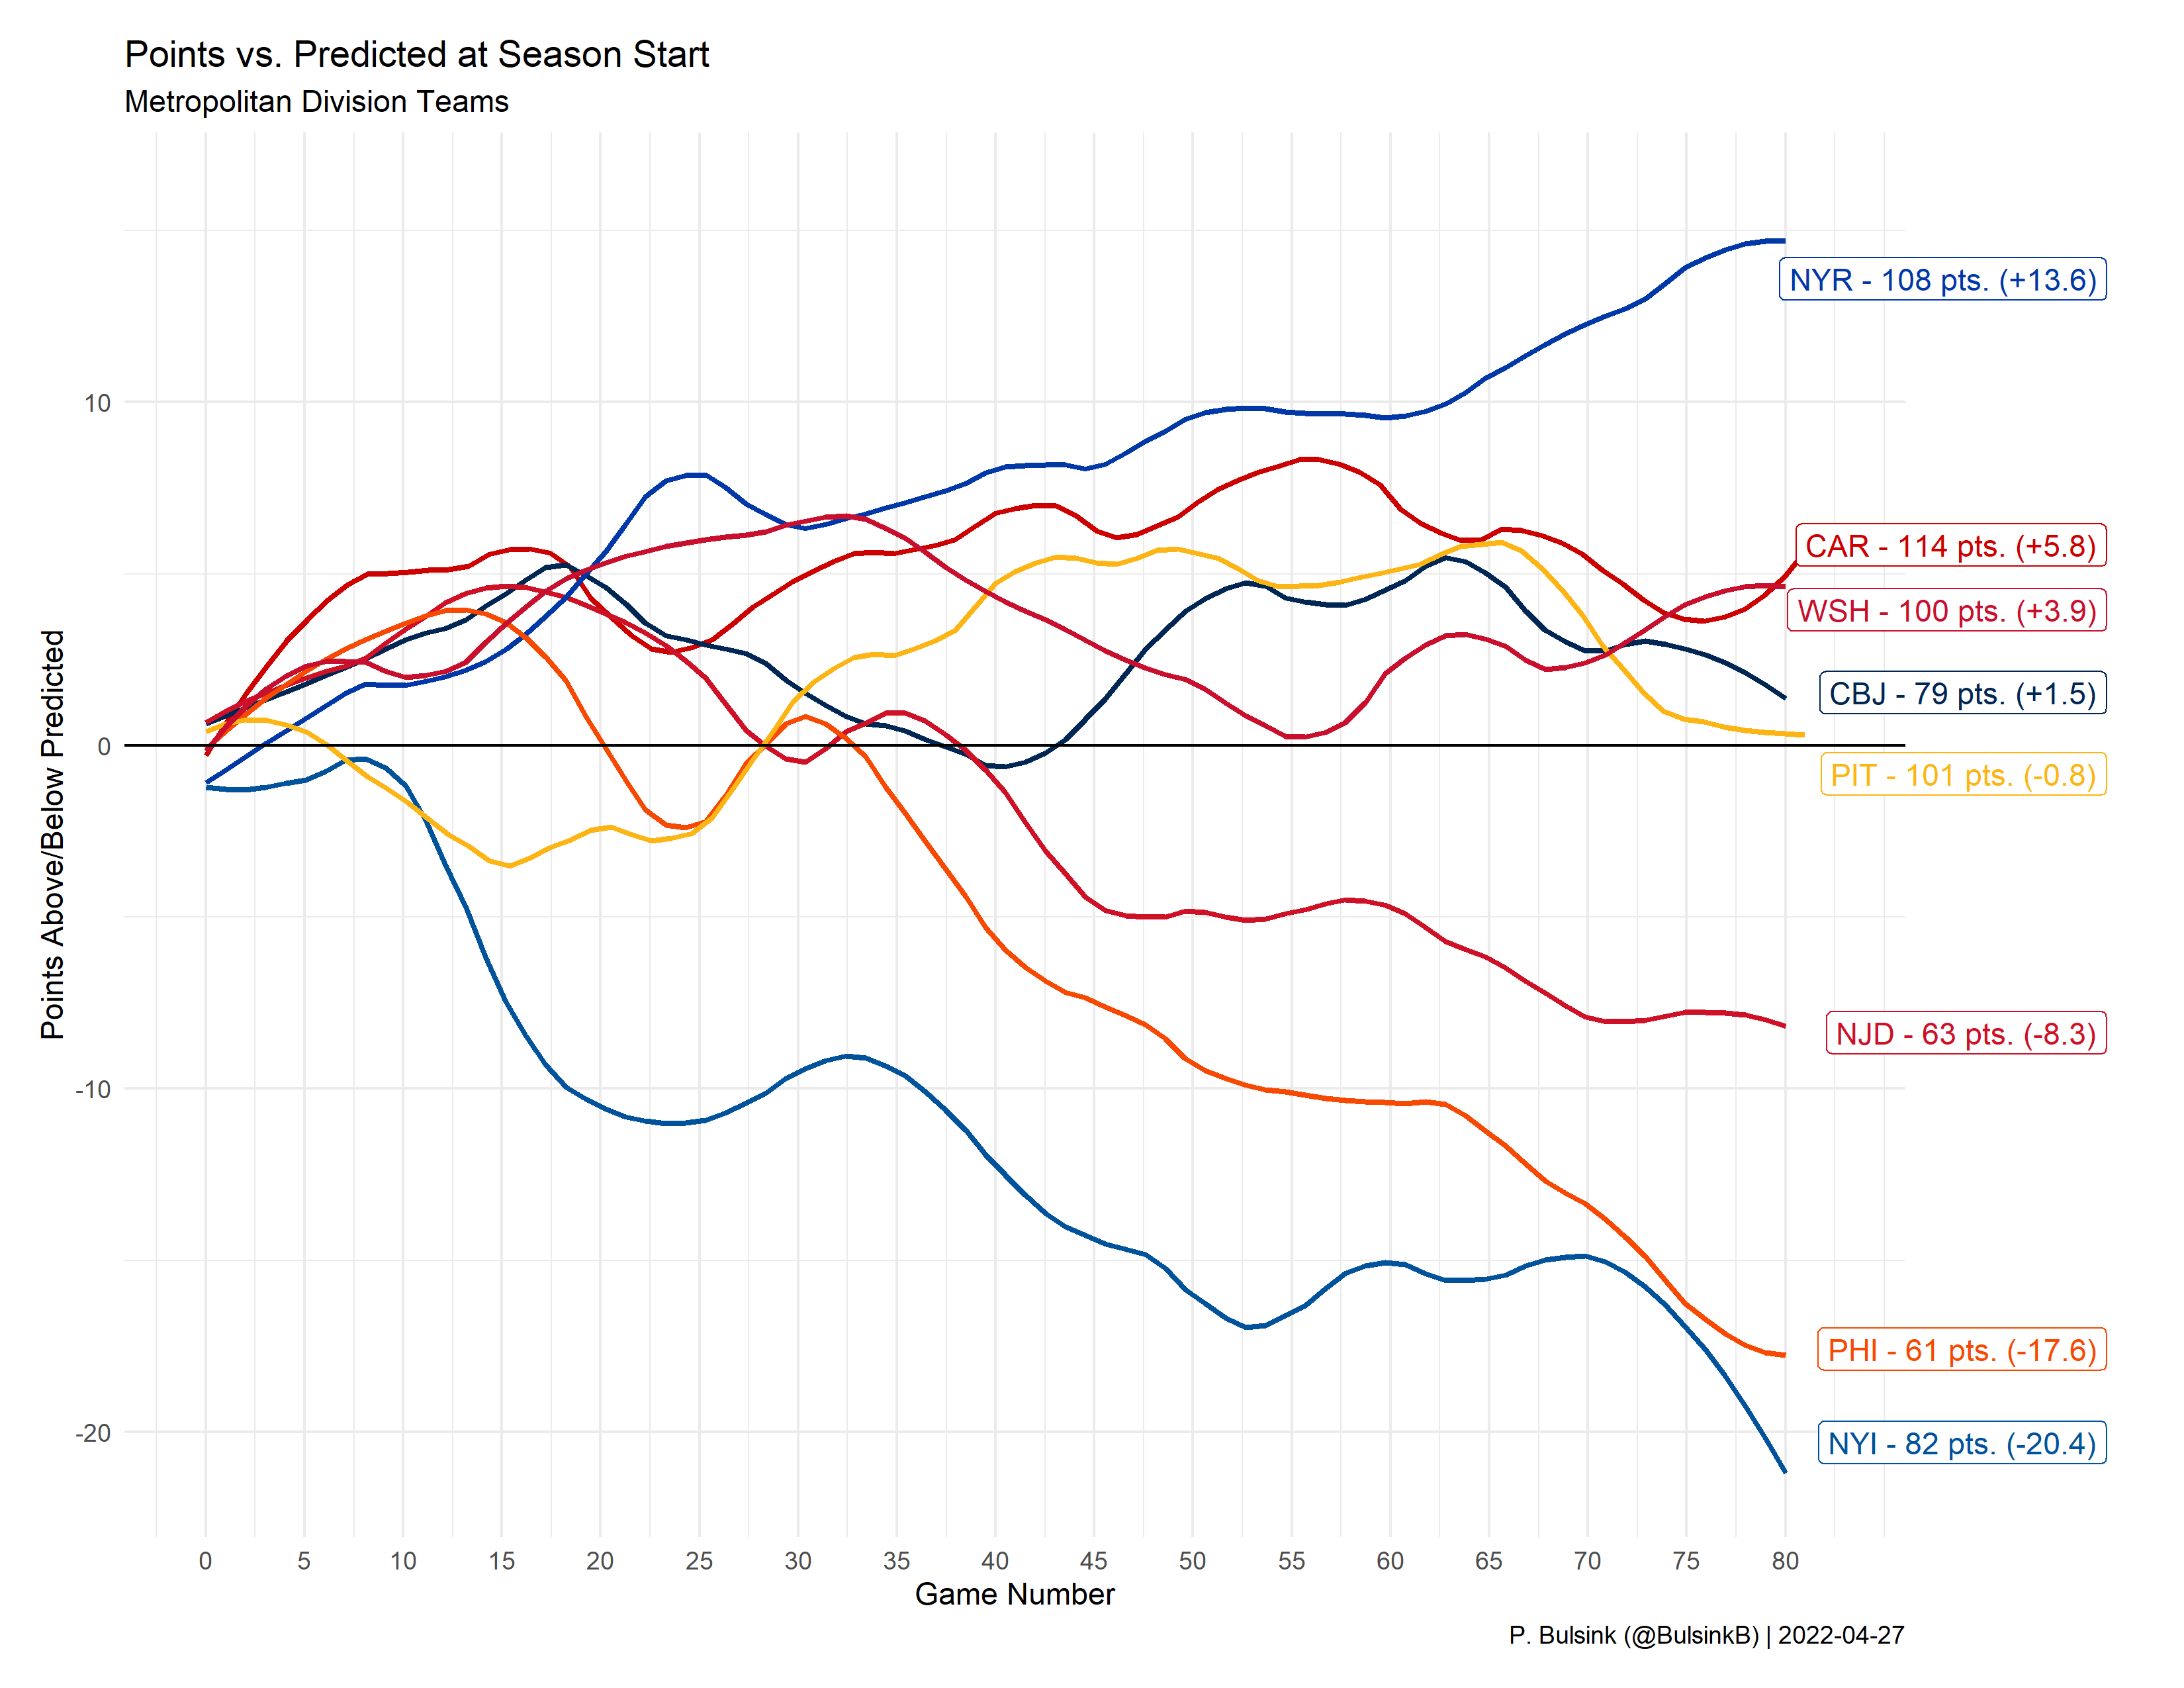 Points vs. Predicted at Season Start
Metropolitan Division Teams
Points Above/Below Predicted
10
0
-10
-20
NYR - 108 pts. (+13.6)
CAR - 114 pts. (+5.8)
WSH - 100 pts. (+3.9)
CBJ - 79 pts. (+1.5)
PIT - 101 pts. (-0.8)
NJD - 63 pts. (-8.3)
PHI - 61 pts. (-17.6)
NYI - 82 pts. (-20.4)
0 5 10 15 20 25 30 35 40 45 50 55 60 65 70 75 80
Game Number
P. Bulsink (@BulsinkB) | 2022-04-27